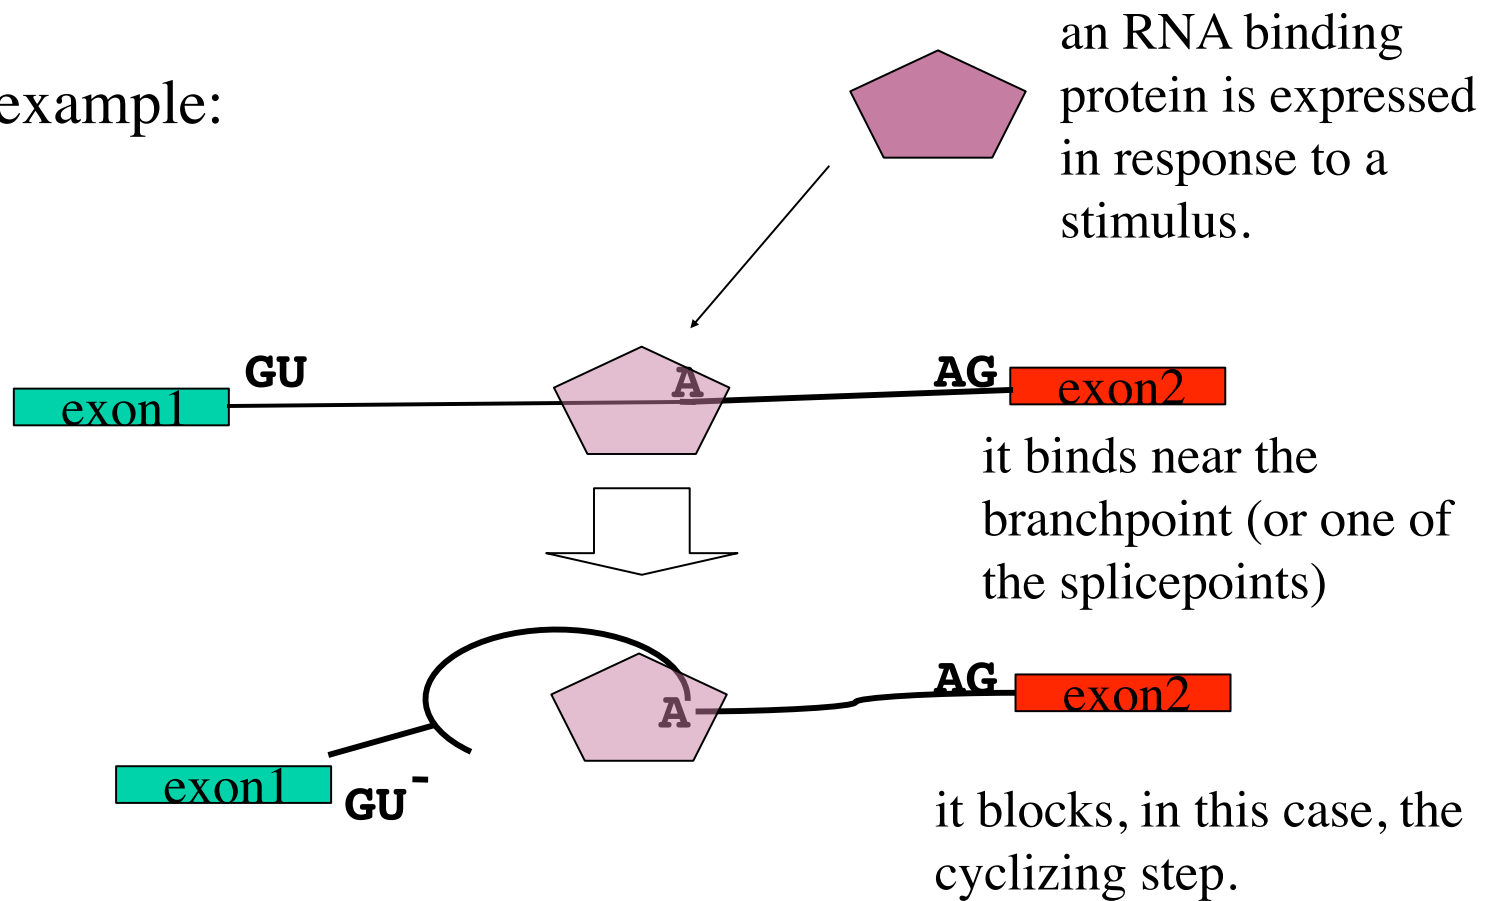 example:
an RNA binding
protein is expressed
in response to a
stimulus.
exon1 GU A AG exon2
it binds near the
branchpoint (or one of
the splicepoints)
A AG exon2
exon1 GU-
it blocks, in this case, the
cyclizing step.